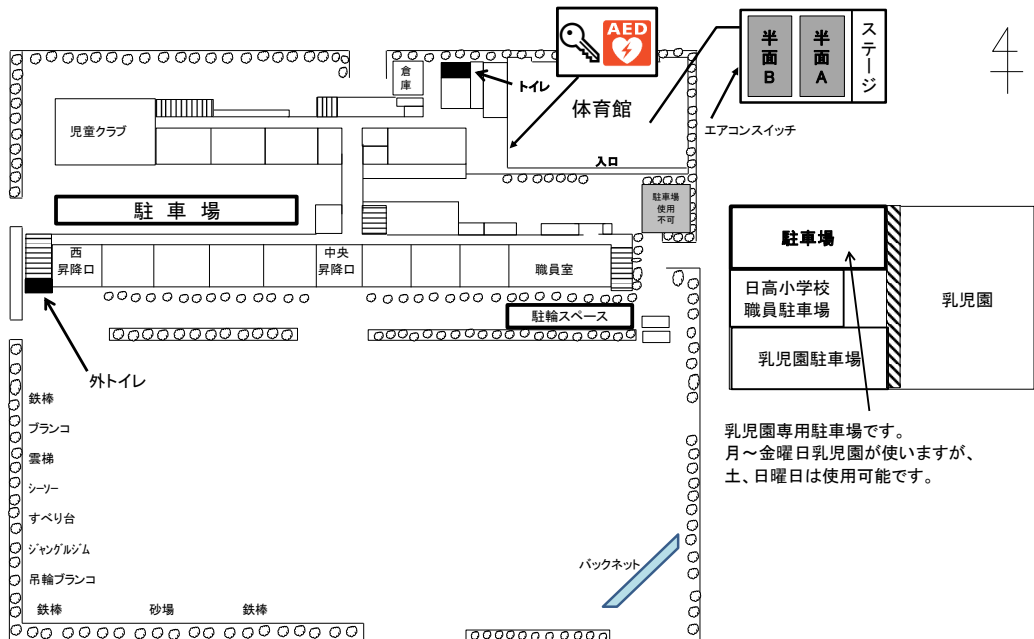 AED
半面B
半面A
ステージ
エアコンスイッチ
倉庫
トイレ
体育館
入口
児童クラブ
駐車場
駐車場
使用
不可
西
昇降口
中央
昇降口
職員室
駐輪スペース
外トイレ
駐車場
日高小学校
職員駐車場
乳児園駐車場
乳児園
乳児園専用駐車場です。
月~金曜日乳児園が使いますが、
土、日曜日は使用可能です。
鉄棒
ブランコ
雲梯
シーソー
すべり台
ジャングルジム
吊輪ブランコ
鉄棒
砂場
鉄棒
バックネット